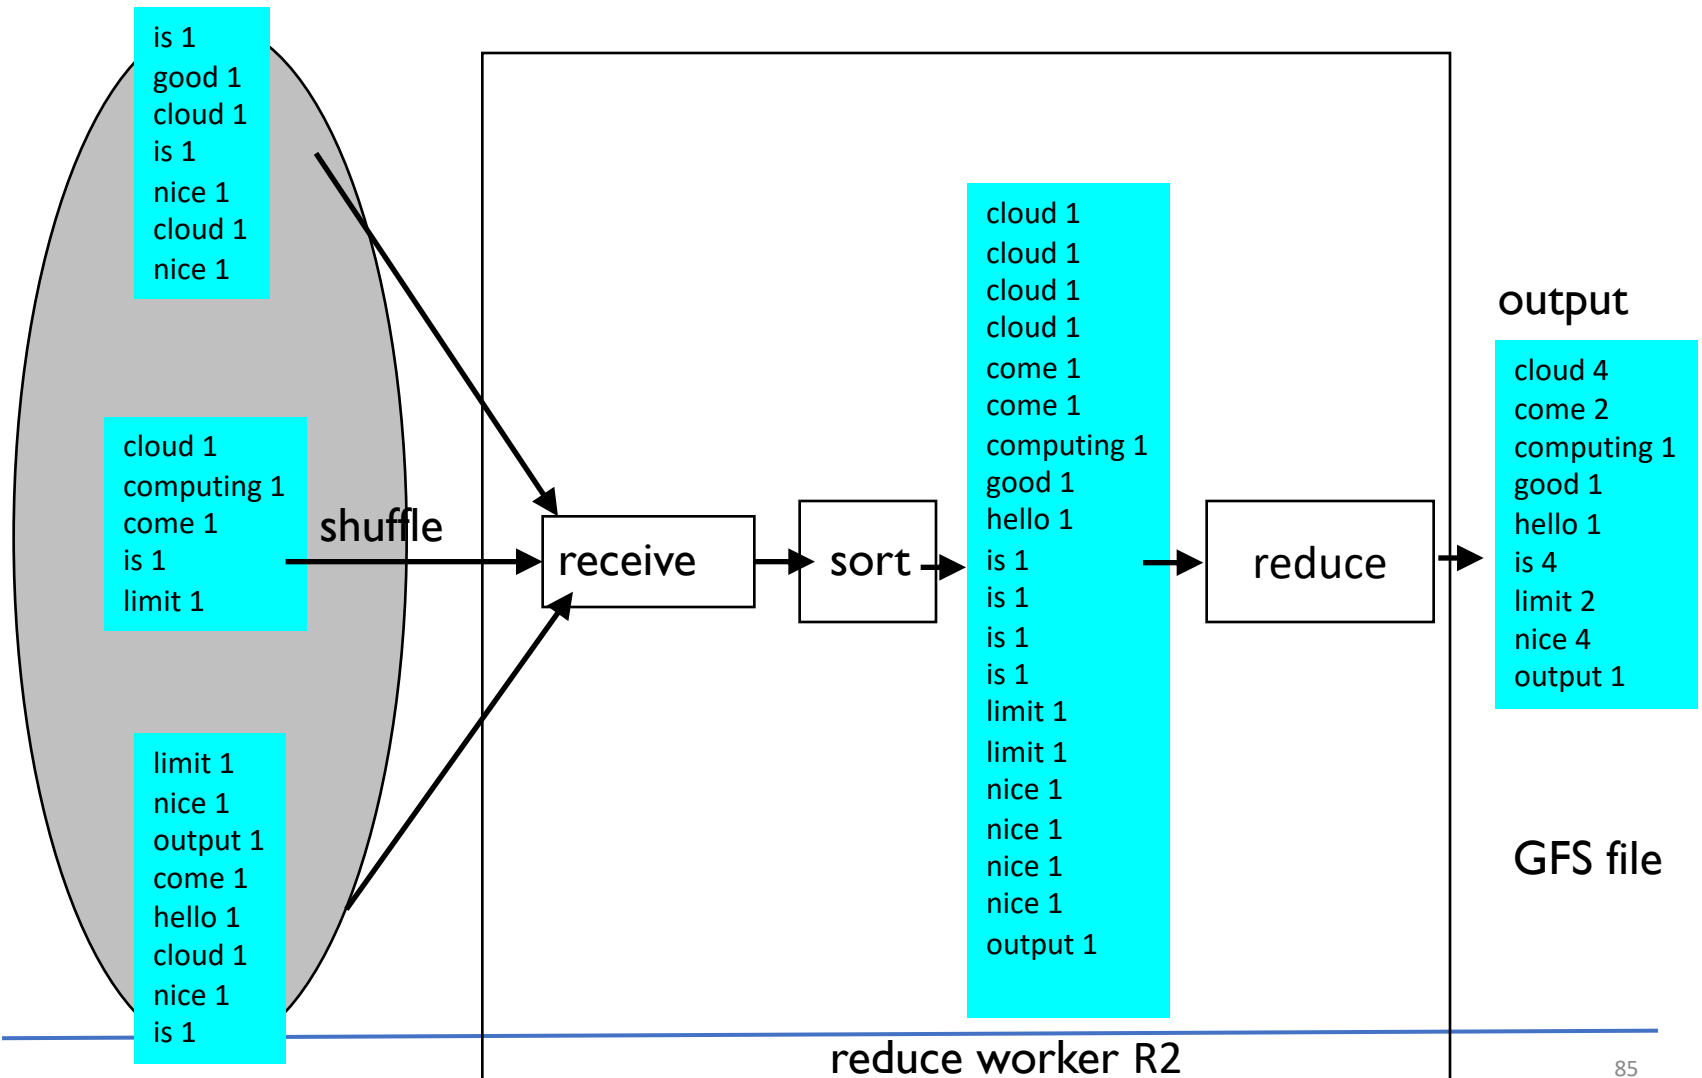 is 1
good 1
cloud 1
is 1
nice 1
cloud 1
nice 1
cloud 1
computing 1
come 1
is 1
limit 1
limit 1
nice 1
output 1
come 1
hello 1
cloud 1
nice 1
is 1
shuffle
receive
sort
cloud 1
cloud 1
cloud 1
cloud 1
come 1
come 1
computing 1
good 1
hello 1
is 1
is 1
is 1
is 1
limit 1
limit 1
nice 1
nice 1
nice 1
nice 1
output 1
reduce
output
cloud 4
come 2
computing 1
good 1
hello 1
is 4
limit 2
nice 4
output 1
GFS file
reduce worker R2
85